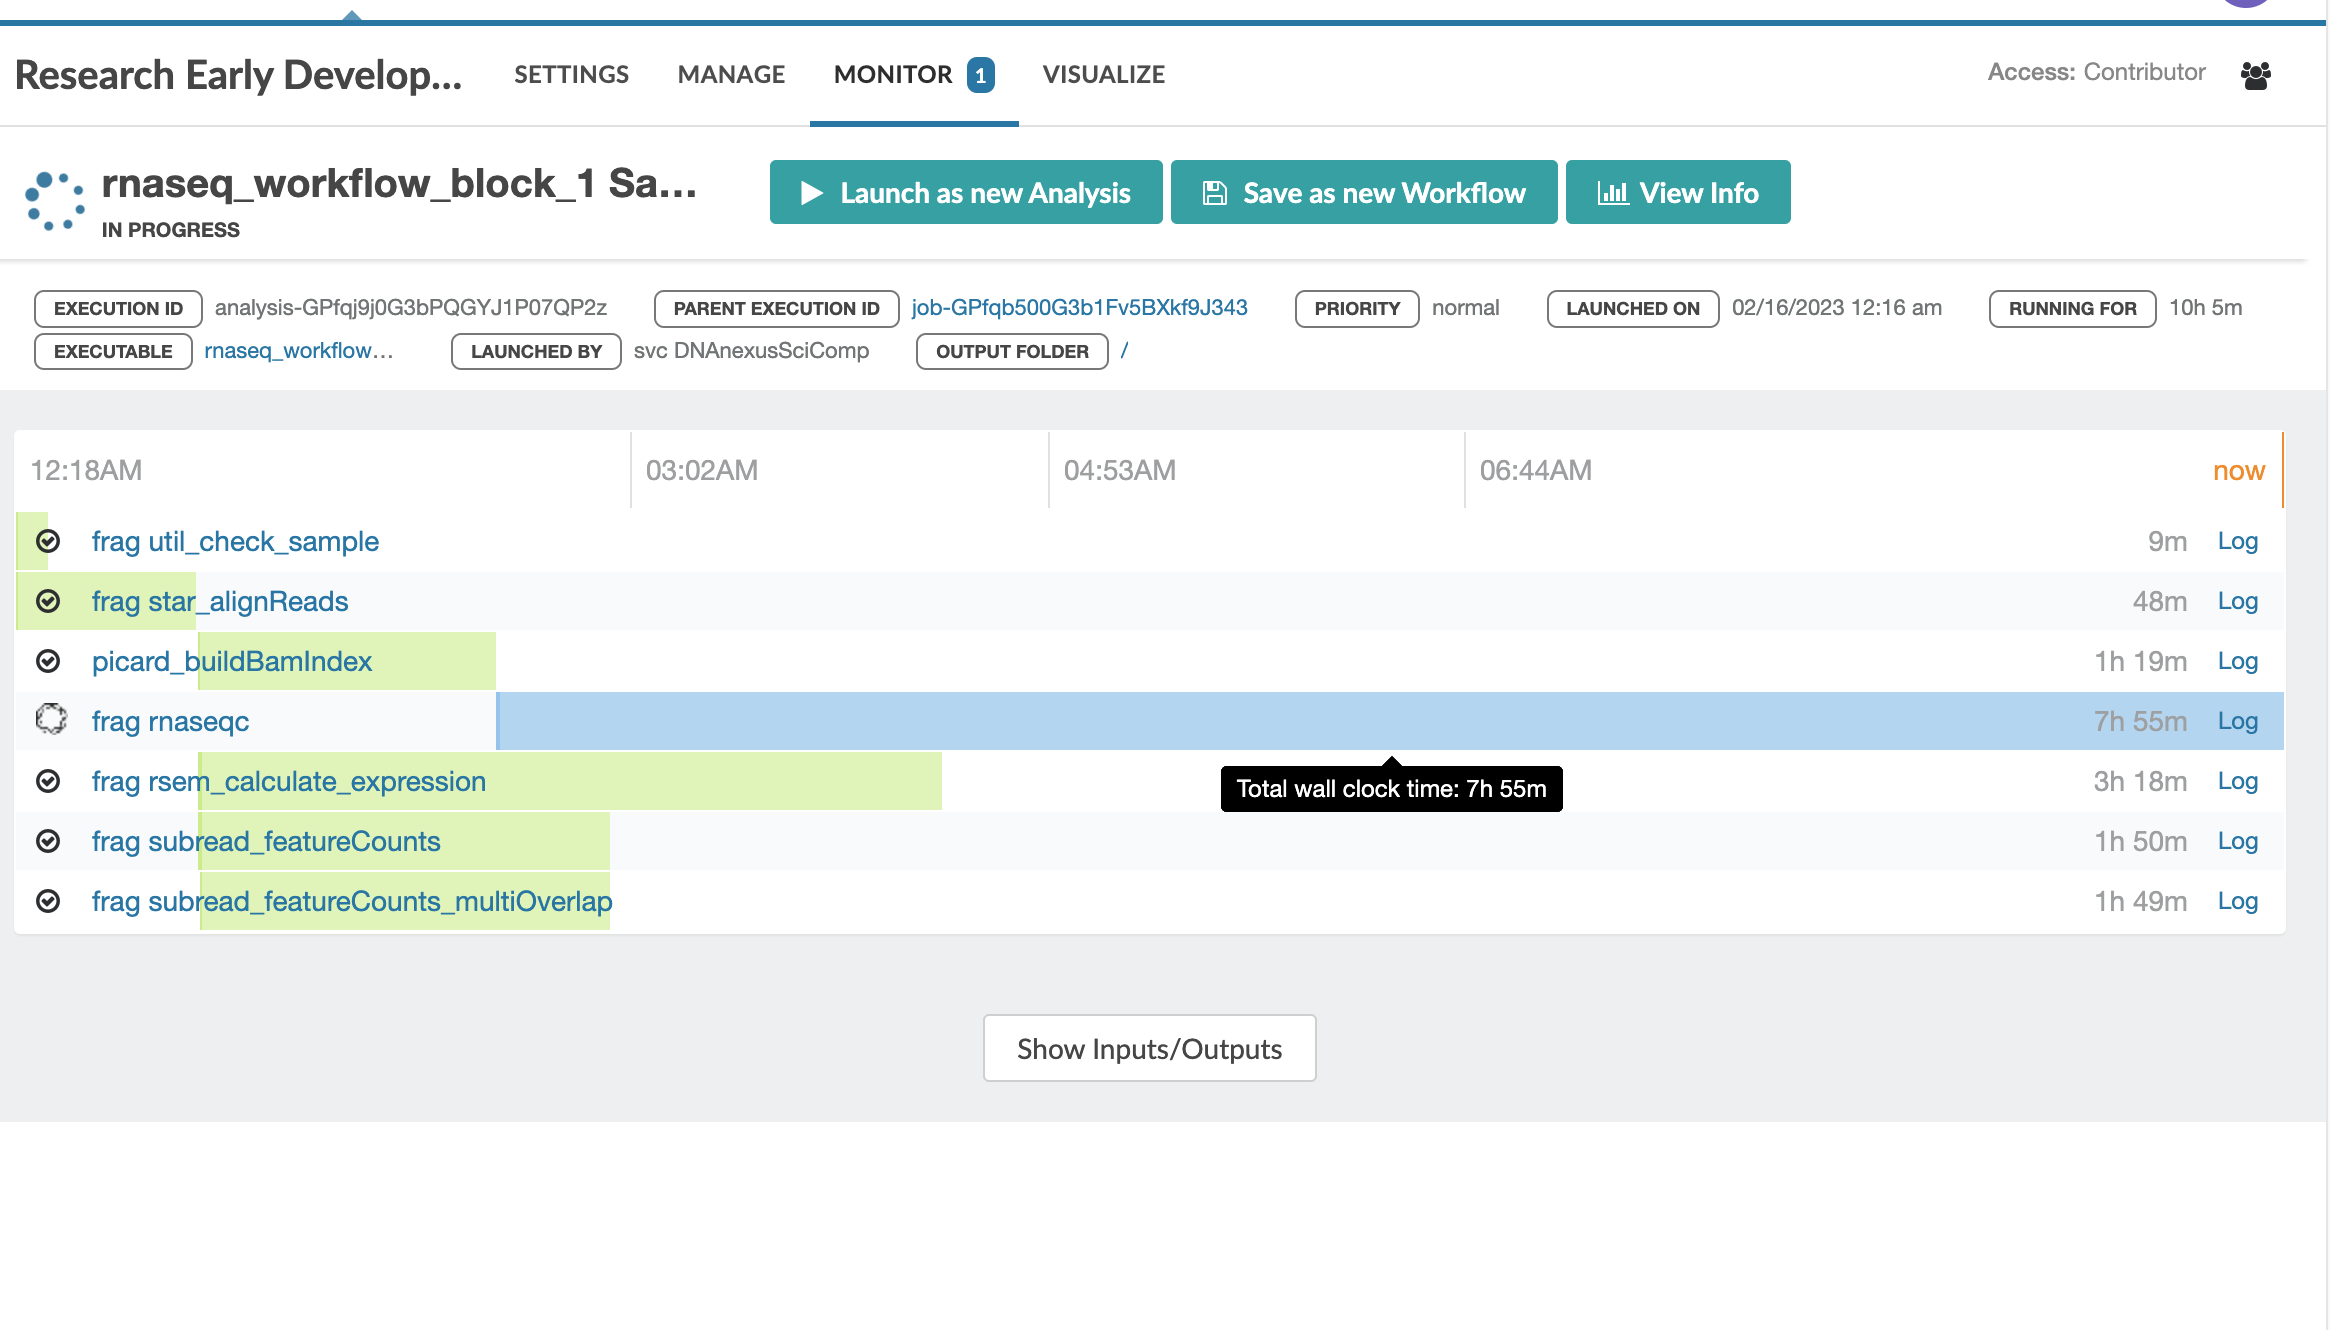 Research Early Develop... SETTINGS MANAGE MONITOR 1 VISUALIZE Access: Contributor
rnaseq_workflow_block_1 Sa...
IN PROGRESS
Launch as new Analysis Save as new Workflow View Info
EXECUTION ID analysis-GPfqj9j0G3bPQGYJ1P07QP2z PARENT EXECUTION ID job-GPfqb500G3b1Fv5BXkf9J343 PRIORITY normal LAUNCHED ON 02/16/2023 12:16 am RUNNING FOR 10h 5m
EXECUTABLE rnaseq_workflow... LAUNCHED BY svc DNAnexusSciComp OUTPUT FOLDER /
12:18AM 03:02AM 04:53AM 06:44AM now
frag util_check_sample 9m Log
frag star_alignReads 48m Log
picard_buildBamIndex 1h 19m Log
frag rnaseqc 7h 55m Log
frag rsem_calculate_expression 3h 18m Log
Total wall clock time: 7h 55m
frag subread_featureCounts 1h 50m Log
frag subread_featureCounts_multiOverlap 1h 49m Log
Show Inputs/Outputs